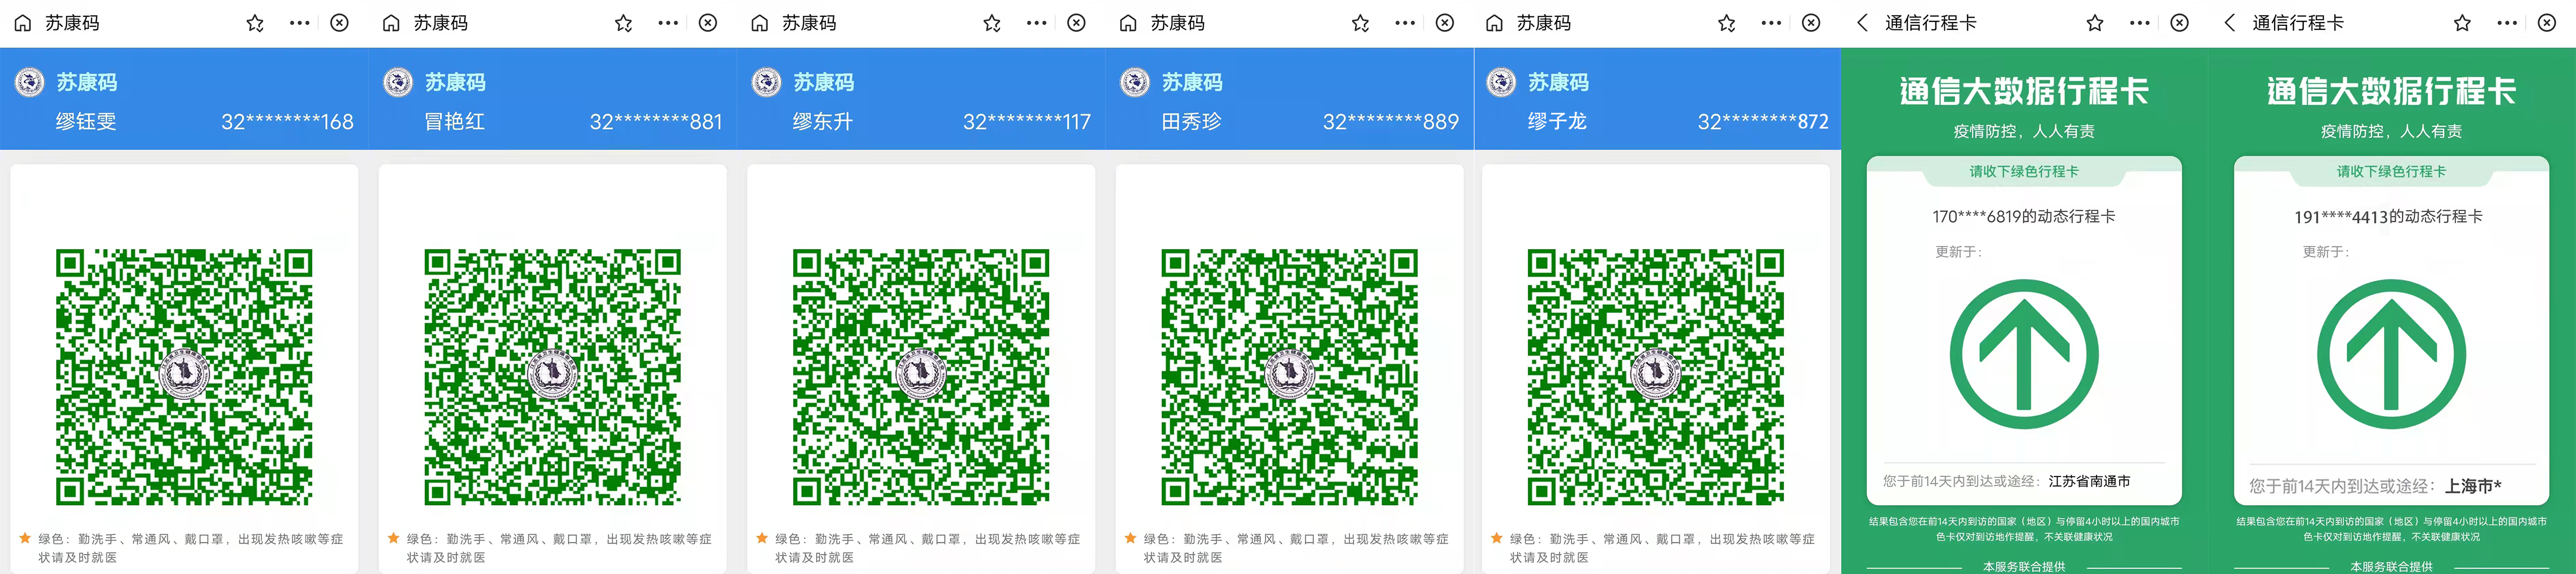 苏康码
苏康码
缪钰雯 32********168
绿色：勤洗手、常通风、戴口罩，出现发热咳嗽等症
状请及时就医
苏康码
苏康码
冒艳红 32********881
绿色：勤洗手、常通风、戴口罩，出现发热咳嗽等症
状请及时就医
苏康码
苏康码
缪东升 32********117
绿色：勤洗手、常通风、戴口罩，出现发热咳嗽等症
状请及时就医
苏康码
苏康码
田秀珍 32********889
绿色：勤洗手、常通风、戴口罩，出现发热咳嗽等症
状请及时就医
苏康码
苏康码
缪子龙 32********872
绿色：勤洗手、常通风、戴口罩，出现发热咳嗽等症
状请及时就医
通信行程卡
通信大数据行程卡
疫情防控，人人有责
请收下绿色行程卡
170****6819的动态行程卡
更新于：
您于前14天内到达或途经：江苏省南通市
结果包含您在前14天内到访的国家（地区）与停留4小时以上的国内城市
色卡仅对到访地作提醒，不关联健康状况
本服务联合提供
通信行程卡
通信大数据行程卡
疫情防控，人人有责
请收下绿色行程卡
191****4413的动态行程卡
更新于：
您于前14天内到达或途经：上海市*
结果包含您在前14天内到访的国家（地区）与停留4小时以上的国内城市
色卡仅对到访地作提醒，不关联健康状况
本服务联合提供